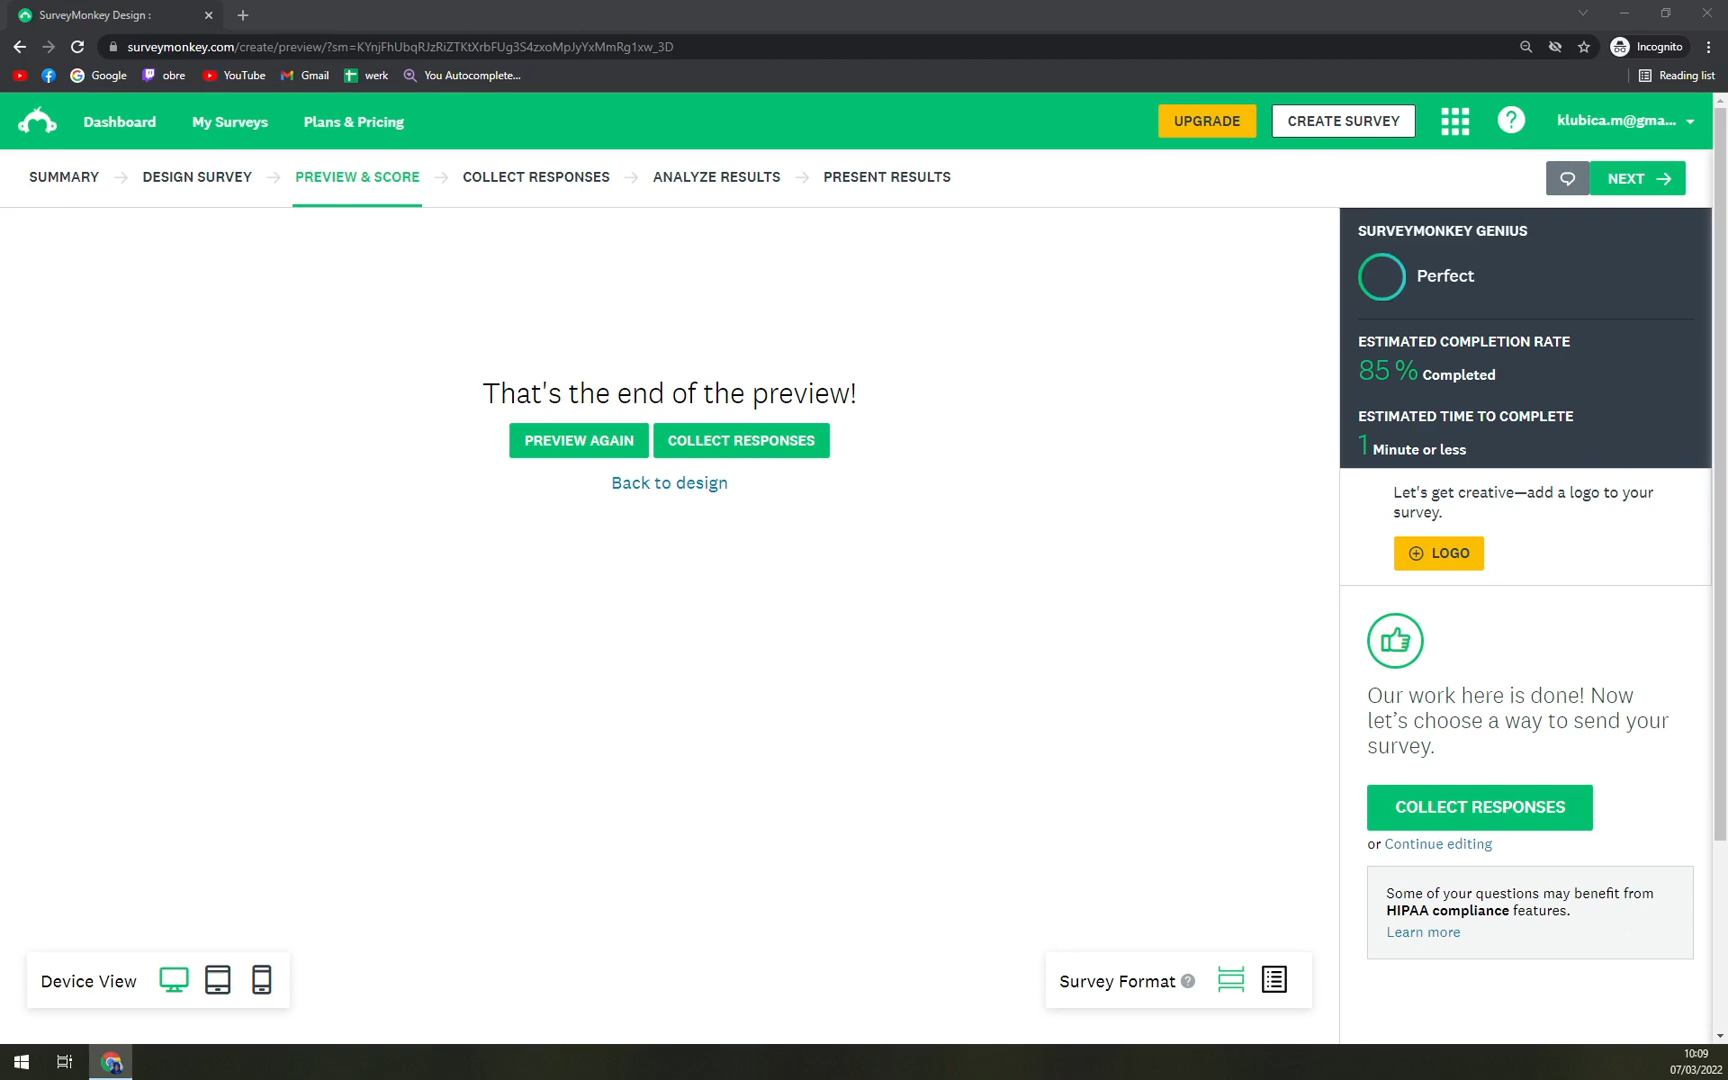 SurveyMonkey Design :
surveymonkey.com/create/preview/?sm=KYnjFhUbqRJzRiZTKtXrbFUg3S4zxoMpJyYxMmRg1xw_3D
Incognito
Google
obre
YouTube
Gmail
werk
You Autocomplete...
Reading list
Dashboard
My Surveys
Plans & Pricing
UPGRADE
CREATE SURVEY
?
klubica.m@gma...
SUMMARY
DESIGN SURVEY
PREVIEW & SCORE
COLLECT RESPONSES
ANALYZE RESULTS
PRESENT RESULTS
NEXT
That's the end of the preview!
PREVIEW AGAIN
COLLECT RESPONSES
Back to design
SURVEYMONKEY GENIUS
Perfect
ESTIMATED COMPLETION RATE
85 % Completed
ESTIMATED TIME TO COMPLETE
1 Minute or less
Let's get creative—add a logo to your
survey.
LOGO
Our work here is done! Now
let's choose a way to send your
survey.
COLLECT RESPONSES
or Continue editing
Some of your questions may benefit from
HIPAA compliance features.
Learn more
Device View
Survey Format ?
10:09
07/03/2022